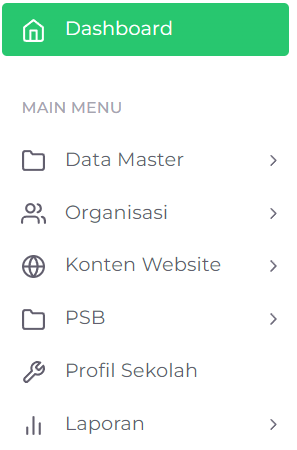 Dashboard
MAIN MENU
Data Master
Organisasi
Konten Website
PSB
Profil Sekolah
Laporan